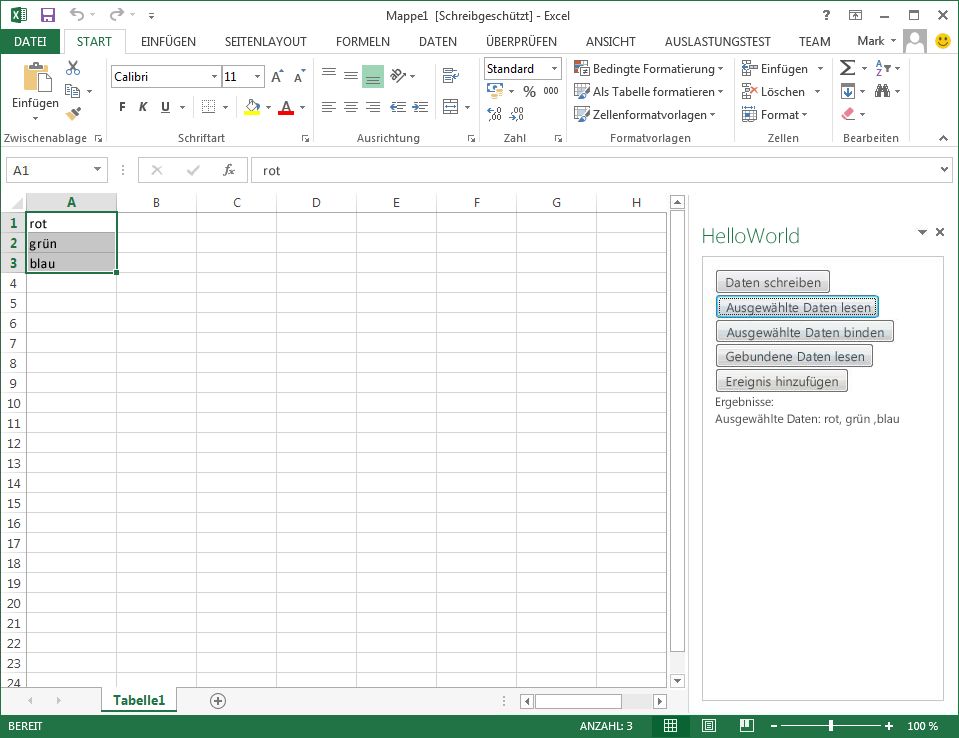 Mappe1 [Schreibgeschützt] - Excel
?
DATEI START EINFÜGEN SEITENLAYOUT FORMELN DATEN ÜBERPRÜFEN ANSICHT AUSLASTUNGSTEST TEAM Mark
Einfügen
Calibri 11
F K U A
Standard
% 000
Bedingte Formatierung
Als Tabelle formatieren
Zellenformatvorlagen
Einfügen
Löschen
Format
Zwischenablage Schriftart Ausrichtung Zahl Formatvorlagen Zellen Bearbeiten
A1 fx rot
A B C D E F G H
1 rot
2 grün
3 blau
4
5
6
7
8
9
10
11
12
13
14
15
16
17
18
19
20
21
22
23
24
HelloWorld
Daten schreiben
Ausgewählte Daten lesen
Ausgewählte Daten binden
Gebundene Daten lesen
Ereignis hinzufügen
Ergebnisse:
Ausgewählte Daten: rot, grün ,blau
Tabelle1
BEREIT ANZAHL: 3 100 %